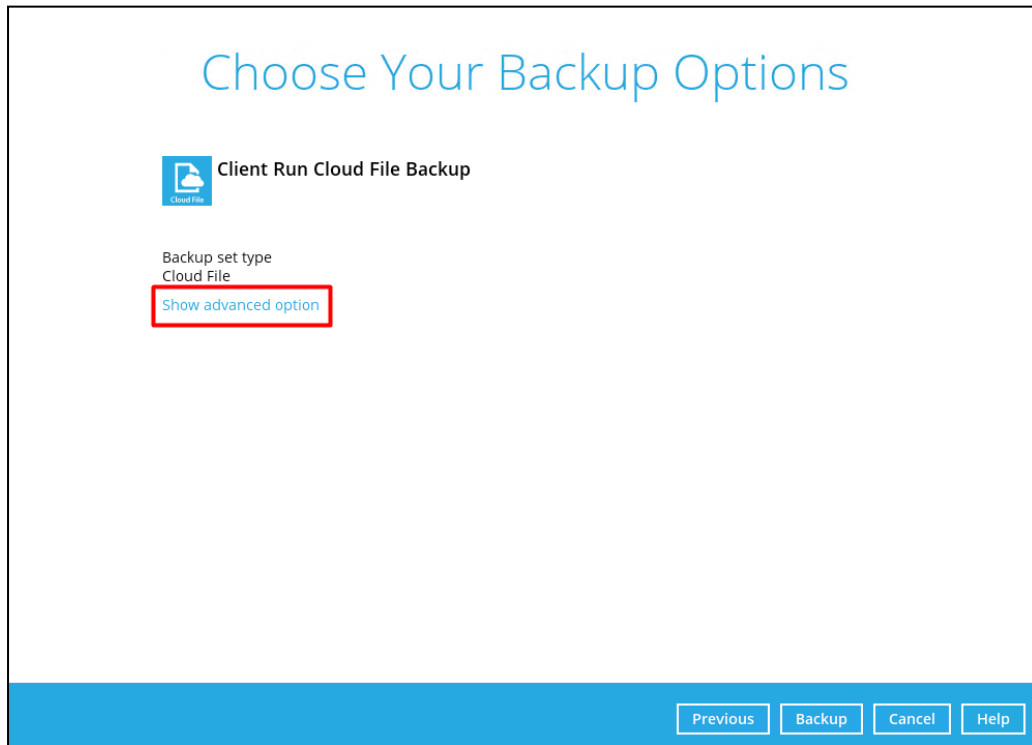 Choose Your Backup Options
Client Run Cloud File Backup
Cloud File
Backup set type
Cloud File
Show advanced option
Previous
Backup
Cancel
Help